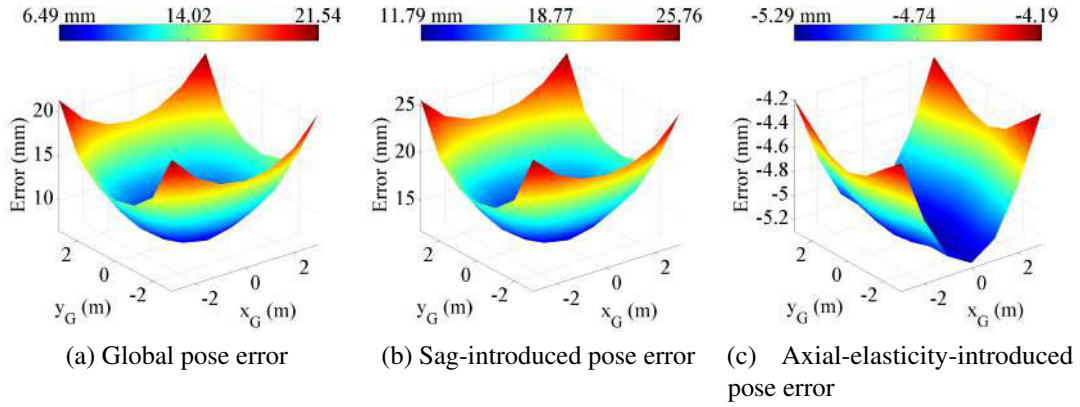 6.49 mm 14.02 21.54
20
15
10
Error (mm)
2
0
-2
y_G (m)
-2
0
2
x_G (m)
(a) Global pose error
11.79 mm 18.77 25.76
25
20
15
Error (mm)
2
0
-2
y_G (m)
-2
0
2
x_G (m)
(b) Sag-introduced pose error
-5.29 mm -4.74 -4.19
-4.2
-4.4
-4.6
-4.8
-5
-5.2
Error (mm)
2
0
-2
y_G (m)
-2
0
2
x_G (m)
(c) Axial-elasticity-introduced
pose error